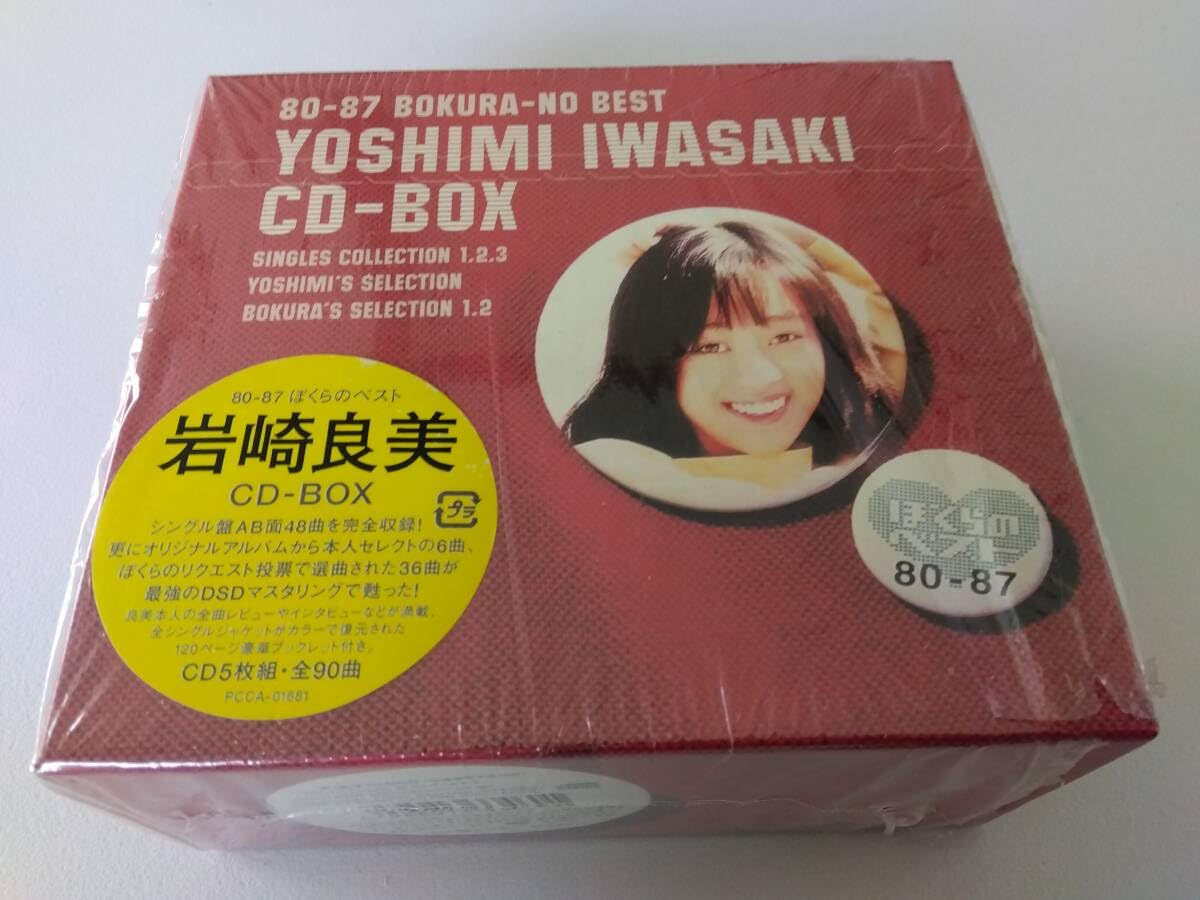 80-87 BOKURA-NO BEST
YOSHIMI IWASAKI
CD-BOX
SINGLES COLLECTION 1.2.3
YOSHIMI'S SELECTION
BOKURA'S SELECTION 1.2
80-87 ぼくらのベスト
岩崎良美
CD-BOX
プラ
シングル盤AB面48曲を完全収録!
更にオリジナルアルバムから本人セレクトの6曲、
ぼくらのリクエスト投票で選曲された36曲が
最強のDSDマスタリングで甦った!
良美本人の全曲レビューやインタビューなどが満載、
全シングルジャケットがカラーで復元された
120ページ豪華ブックレット付き。
CD5枚組・全90曲
PCCA-01681
ぼくらの
ベスト
80-87